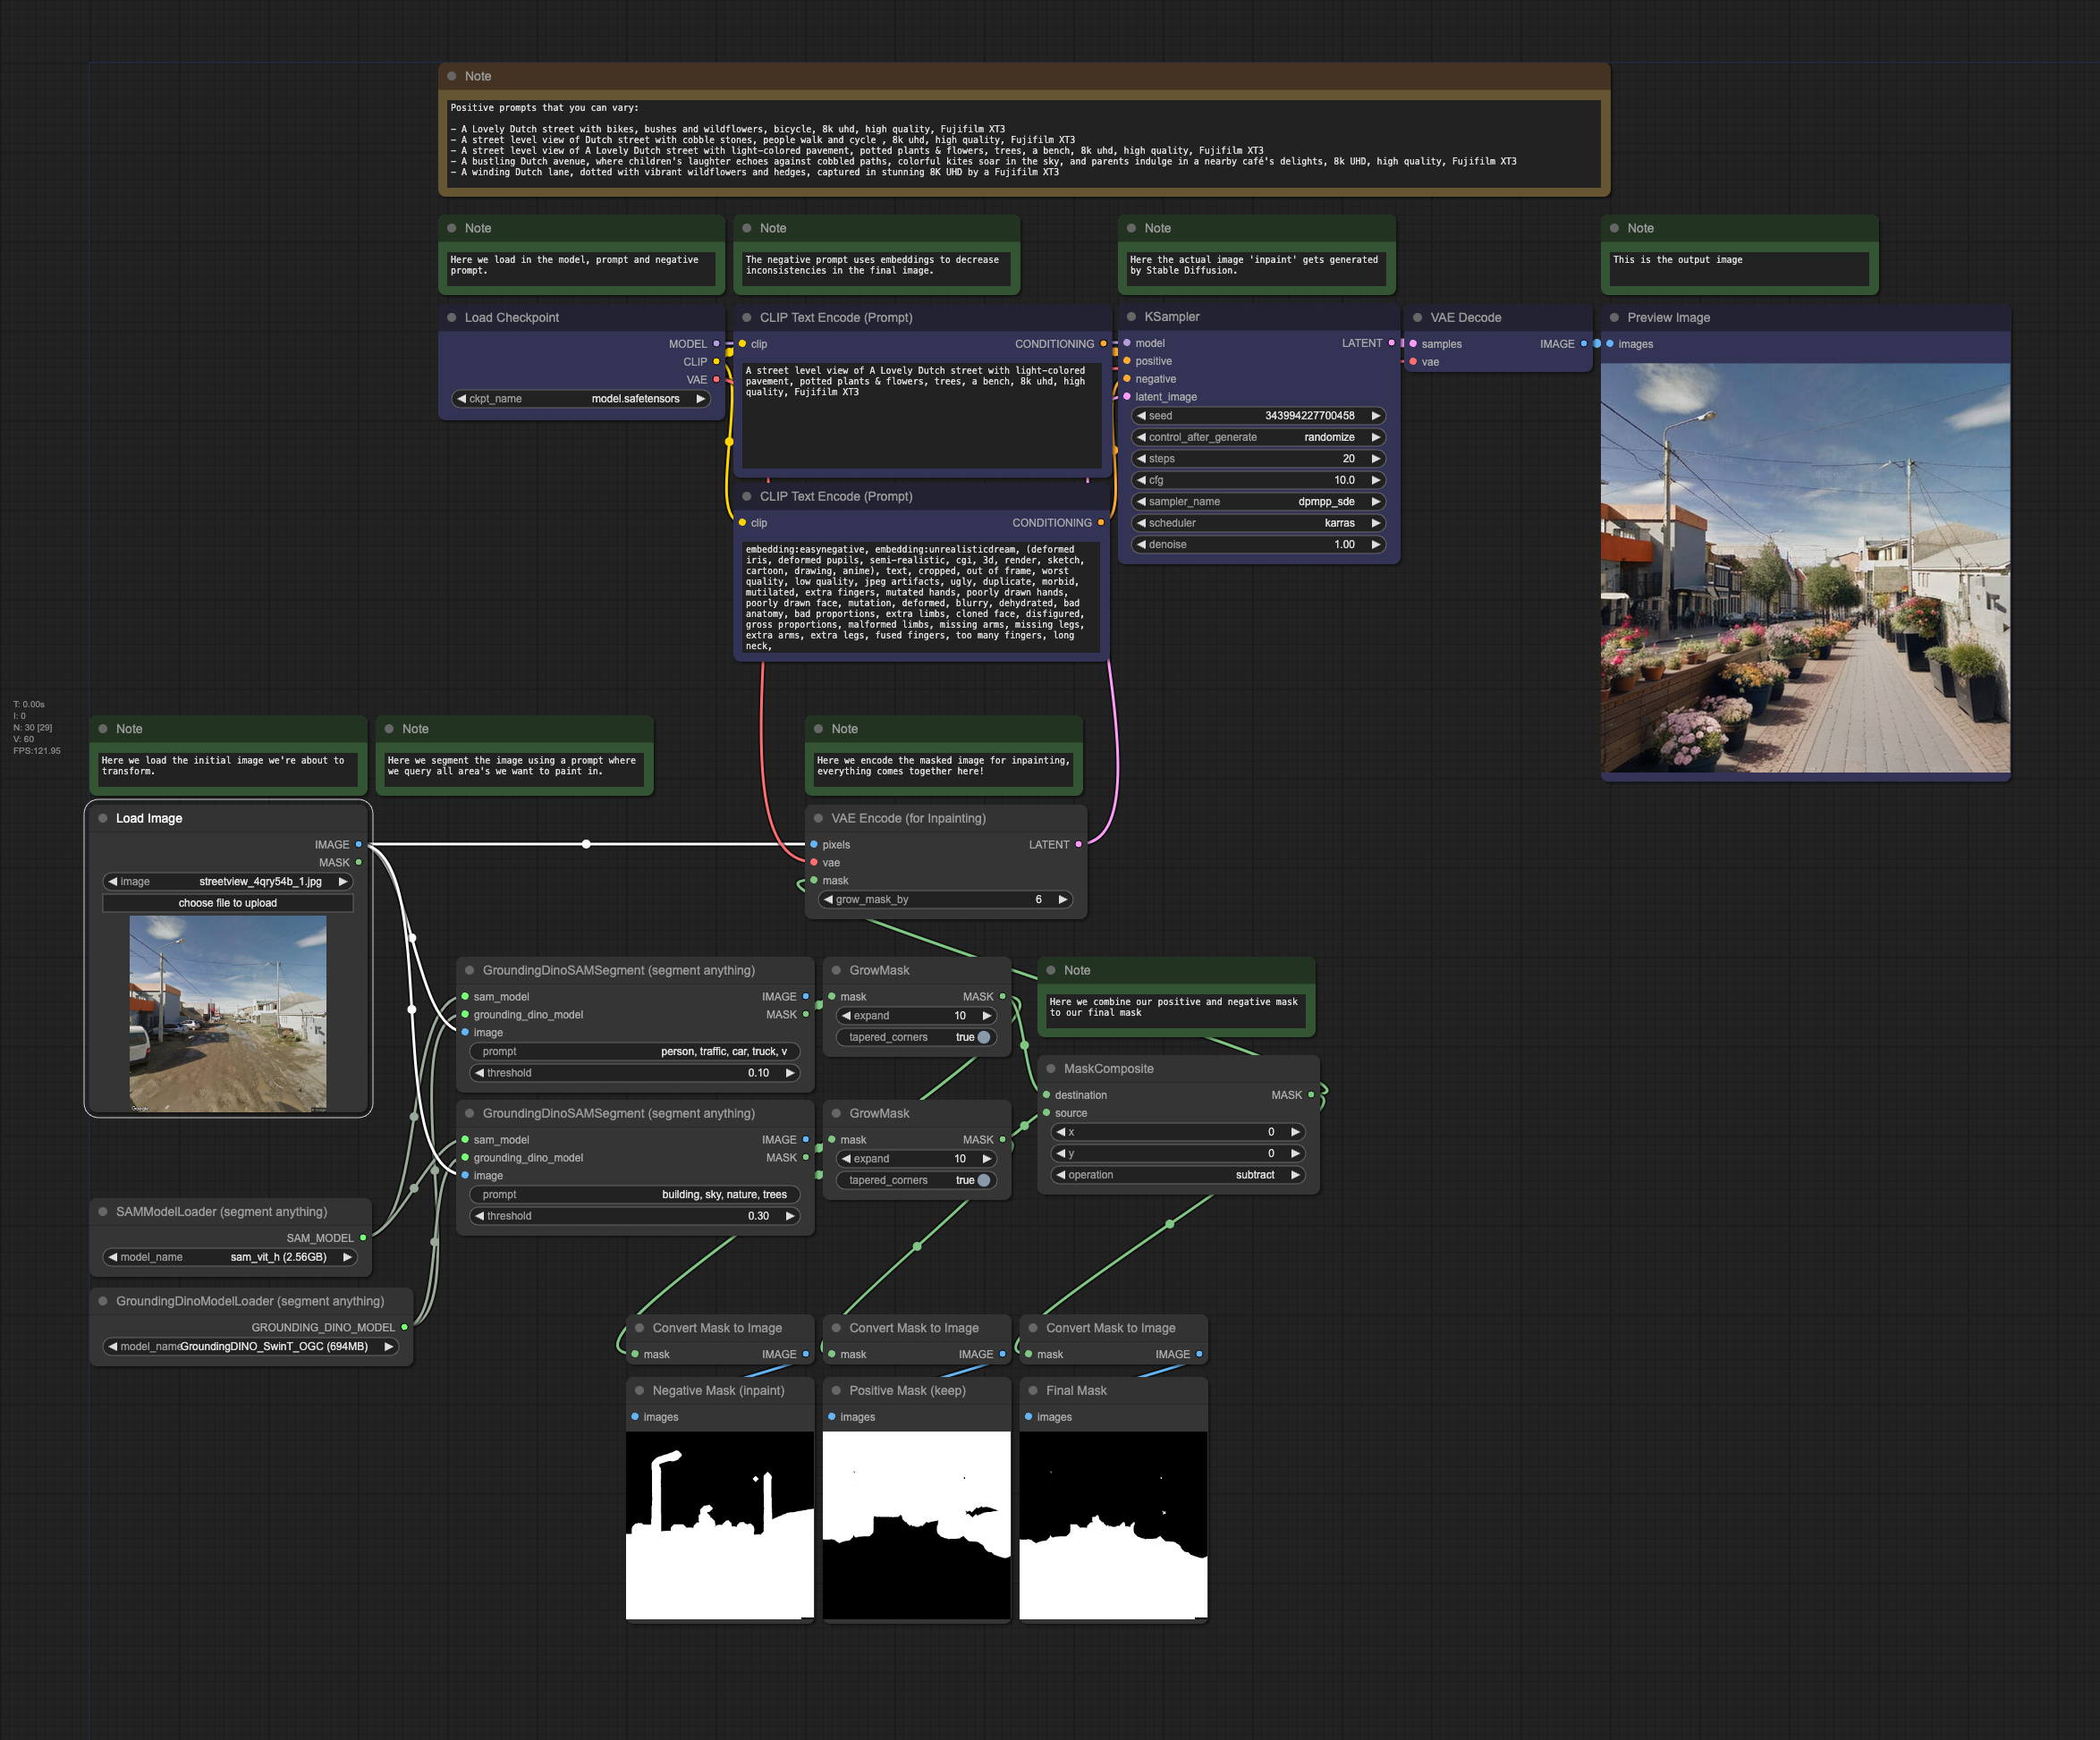 Note
Positive prompts that you can vary:
- A Lovely Dutch street with bikes, bushes and wildflowers, bicycle, 8k uhd, high quality, Fujifilm XT3
- A street level view of Dutch street with cobble stones, people walk and cycle , 8k uhd, high quality, Fujifilm XT3
- A street level view of A Lovely Dutch street with light-colored pavement, potted plants & flowers, trees, a bench, 8k uhd, high quality, Fujifilm XT3
- A bustling Dutch avenue, where children's laughter echoes against cobbled paths, colorful kites soar in the sky, and parents indulge in a nearby café's delights, 8k UHD, high quality, Fujifilm XT3
- A winding Dutch lane, dotted with vibrant wildflowers and hedges, captured in stunning 8K UHD by a Fujifilm XT3
Note
Here we load in the model, prompt and negative
prompt.
Note
The negative prompt uses embeddings to decrease
inconsistencies in the final image.
Note
Here the actual image 'inpaint' gets generated
by Stable Diffusion.
Note
This is the output image
Load Checkpoint
MODEL
CLIP
VAE
ckpt_name model.safetensors
CLIP Text Encode (Prompt)
clip CONDITIONING
A street level view of A Lovely Dutch street with light-colored
pavement, potted plants & flowers, trees, a bench, 8k uhd, high
quality, Fujifilm XT3
CLIP Text Encode (Prompt)
clip CONDITIONING
embedding:easynegative, embedding:unrealisticdream, (deformed
iris, deformed pupils, semi-realistic, cgi, 3d, render, sketch,
cartoon, drawing, anime), text, cropped, out of frame, worst
quality, low quality, jpeg artifacts, ugly, duplicate, morbid,
mutilated, extra fingers, mutated hands, poorly drawn hands,
poorly drawn face, mutation, deformed, blurry, dehydrated, bad
anatomy, bad proportions, extra limbs, cloned face, disfigured,
gross proportions, malformed limbs, missing arms, missing legs,
extra arms, extra legs, fused fingers, too many fingers, long
neck,
KSampler
model LATENT
positive
negative
latent_image
seed 343994227700458
control_after_generate randomize
steps 20
cfg 10.0
sampler_name dpmpp_sde
scheduler karras
denoise 1.00
VAE Decode
samples IMAGE
vae
Preview Image
images
T: 0.00s
I: 0
N: 30 [29]
V: 60
FPS:121.95
Note
Here we load the initial image we're about to
transform.
Note
Here we segment the image using a prompt where
we query all area's we want to paint in.
Note
Here we encode the masked image for inpainting,
everything comes together here!
Load Image
IMAGE
MASK
image streetview_4qry54b_1.jpg
choose file to upload
Google
VAE Encode (for Inpainting)
pixels LATENT
vae
mask
grow_mask_by 6
GroundingDinoSAMSegment (segment anything)
sam_model IMAGE
grounding_dino_model MASK
image
prompt person, traffic, car, truck, v
threshold 0.10
GrowMask
mask MASK
expand 10
tapered_corners true
Note
Here we combine our positive and negative mask
to our final mask
GroundingDinoSAMSegment (segment anything)
sam_model IMAGE
grounding_dino_model MASK
image
prompt building, sky, nature, trees
threshold 0.30
GrowMask
mask MASK
expand 10
tapered_corners true
MaskComposite
destination MASK
source
x 0
y 0
operation subtract
SAMModelLoader (segment anything)
SAM_MODEL
model_name sam_vit_h (2.56GB)
GroundingDinoModelLoader (segment anything)
GROUNDING_DINO_MODEL
model_name GroundingDINO_SwinT_OGC (694MB)
Convert Mask to Image
mask IMAGE
Convert Mask to Image
mask IMAGE
Convert Mask to Image
mask IMAGE
Negative Mask (inpaint)
images
Positive Mask (keep)
images
Final Mask
images